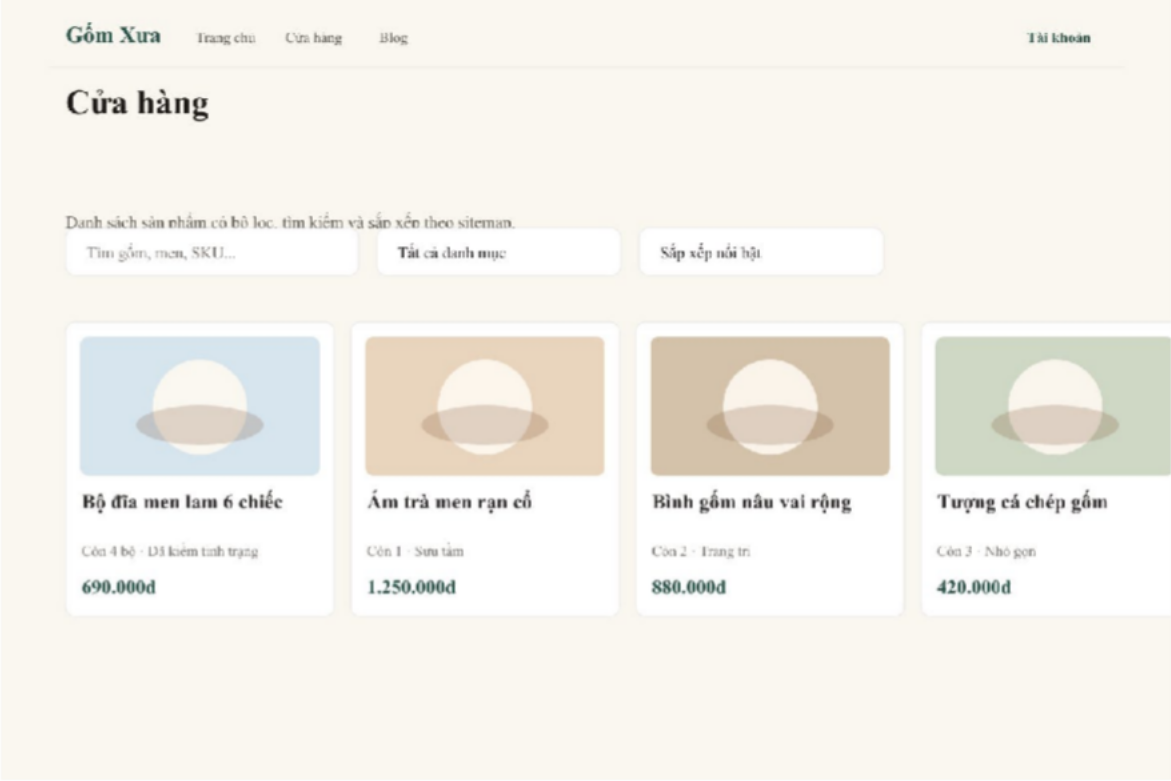 Gốm Xưa Trang chủ Cửa hàng Blog Tài khoản
Cửa hàng
Danh sách sản phẩm có bộ lọc, tìm kiếm và sắp xếp theo sitemap.
Tìm gốm, men, SKU... Tất cả danh mục Sắp xếp nổi bật
Bộ đĩa men lam 6 chiếc
Còn 4 bộ · Đã kiểm tình trạng
690.000đ
Ấm trà men rạn cổ
Còn 1 · Sưu tầm
1.250.000đ
Bình gốm nâu vai rộng
Còn 2 · Trang trí
880.000đ
Tượng cá chép gốm
Còn 3 · Nhỏ gọn
420.000đ